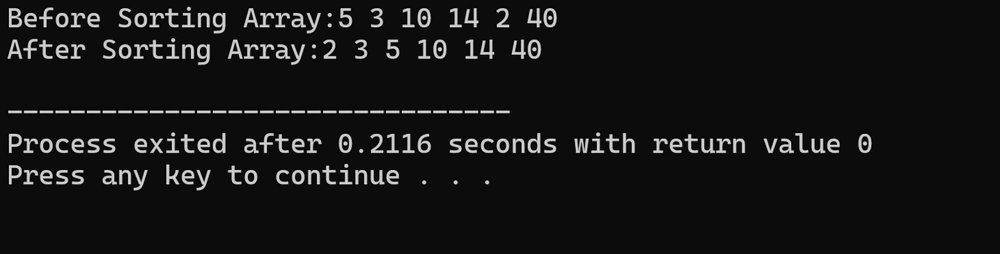 Before Sorting Array:5 3 10 14 2 40
After Sorting Array:2 3 5 10 14 40
--------------------------------
Process exited after 0.2116 seconds with return value 0
Press any key to continue . . .